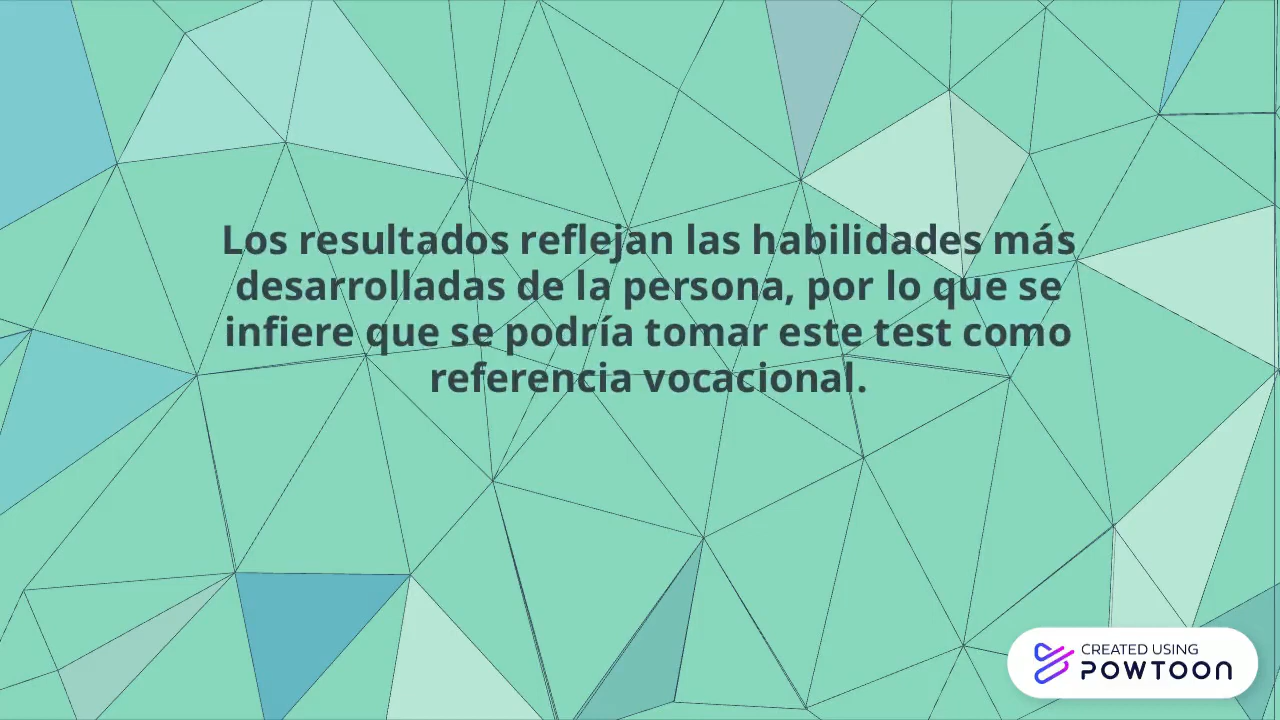 Los resultados reflejan las habilidades más
desarrolladas de la persona, por lo que se
infiere que se podría tomar este test como
referencia vocacional.
CREATED USING
POWTOON